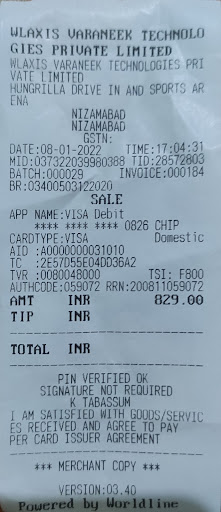 WLAXIS VARANEEK TECHNOLO
GIES PRIVATE LIMITED
WLAXIS VARANEEK TECHNOLOGIES PRI
VATE LIMITED
HUNGRILLA DRIVE IN AND SPORTS AR
ENA
NIZAMABAD
NIZAMABAD
GSTN:
DATE:08-01-2022 TIME:17:04:31
MID:037322039980388 TID:28572803
BATCH:000029 INVOICE:000184
BR:03400503122020
SALE
APP NAME:VISA Debit
**** **** **** 0826 CHIP
CARDTYPE:VISA Domestic
AID :A0000000031010
TC :2E57D55E04DD36A2
TVR :0080048000 TSI: F800
AUTHCODE:059072 RRN:200811059072
AMT INR 829.00
TIP INR
TOTAL INR
PIN VERIFIED OK
SIGNATURE NOT REQUIRED
K TABASSUM
I AM SATISFIED WITH GOODS/SERVIC
ES RECEIVED AND AGREE TO PAY
PER CARD ISSUER AGREEMENT
*** MERCHANT COPY ***
VERSION:03.40
Powered by Worldline